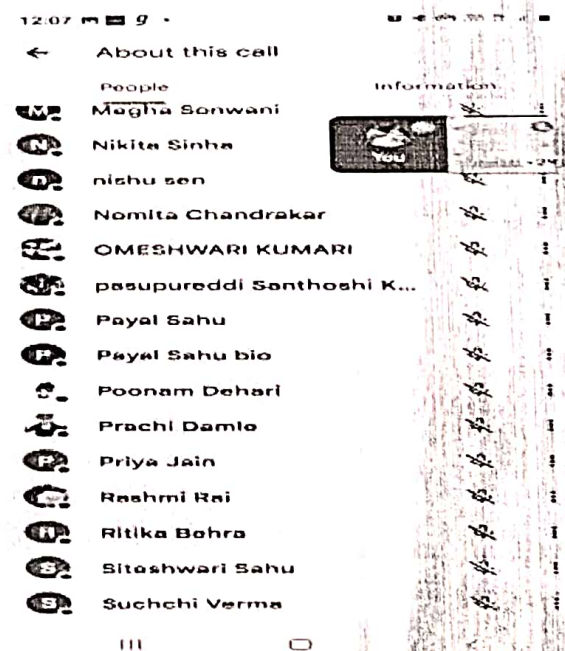 12:07 m g
← About this call
People Information
M Magha Sonwani
You
N Nikita Sinha
n nishu sen
Nomita Chandrakar
OMESHWARI KUMARI
pasupureddi Santhoshi K...
P Payal Sahu
P Payal Sahu bio
Poonam Dehari
Prachi Damle
P Priya Jain
Rashmi Rai
R Ritika Bohra
S Siteshwari Sahu
S Suchchi Verma